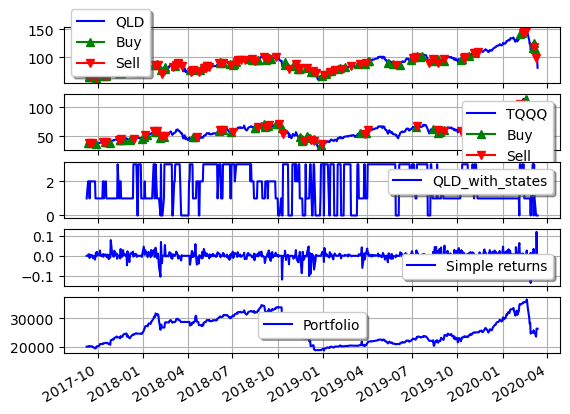 150
100
QLD
Buy
Sell
100
50
TQQQ
Buy
Sell
2
0
QLD_with_states
0.1
0.0
−0.1
Simple returns
30000
20000
Portfolio
2017-10 2018-01 2018-04 2018-07 2018-10 2019-01 2019-04 2019-07 2019-10 2020-01 2020-04